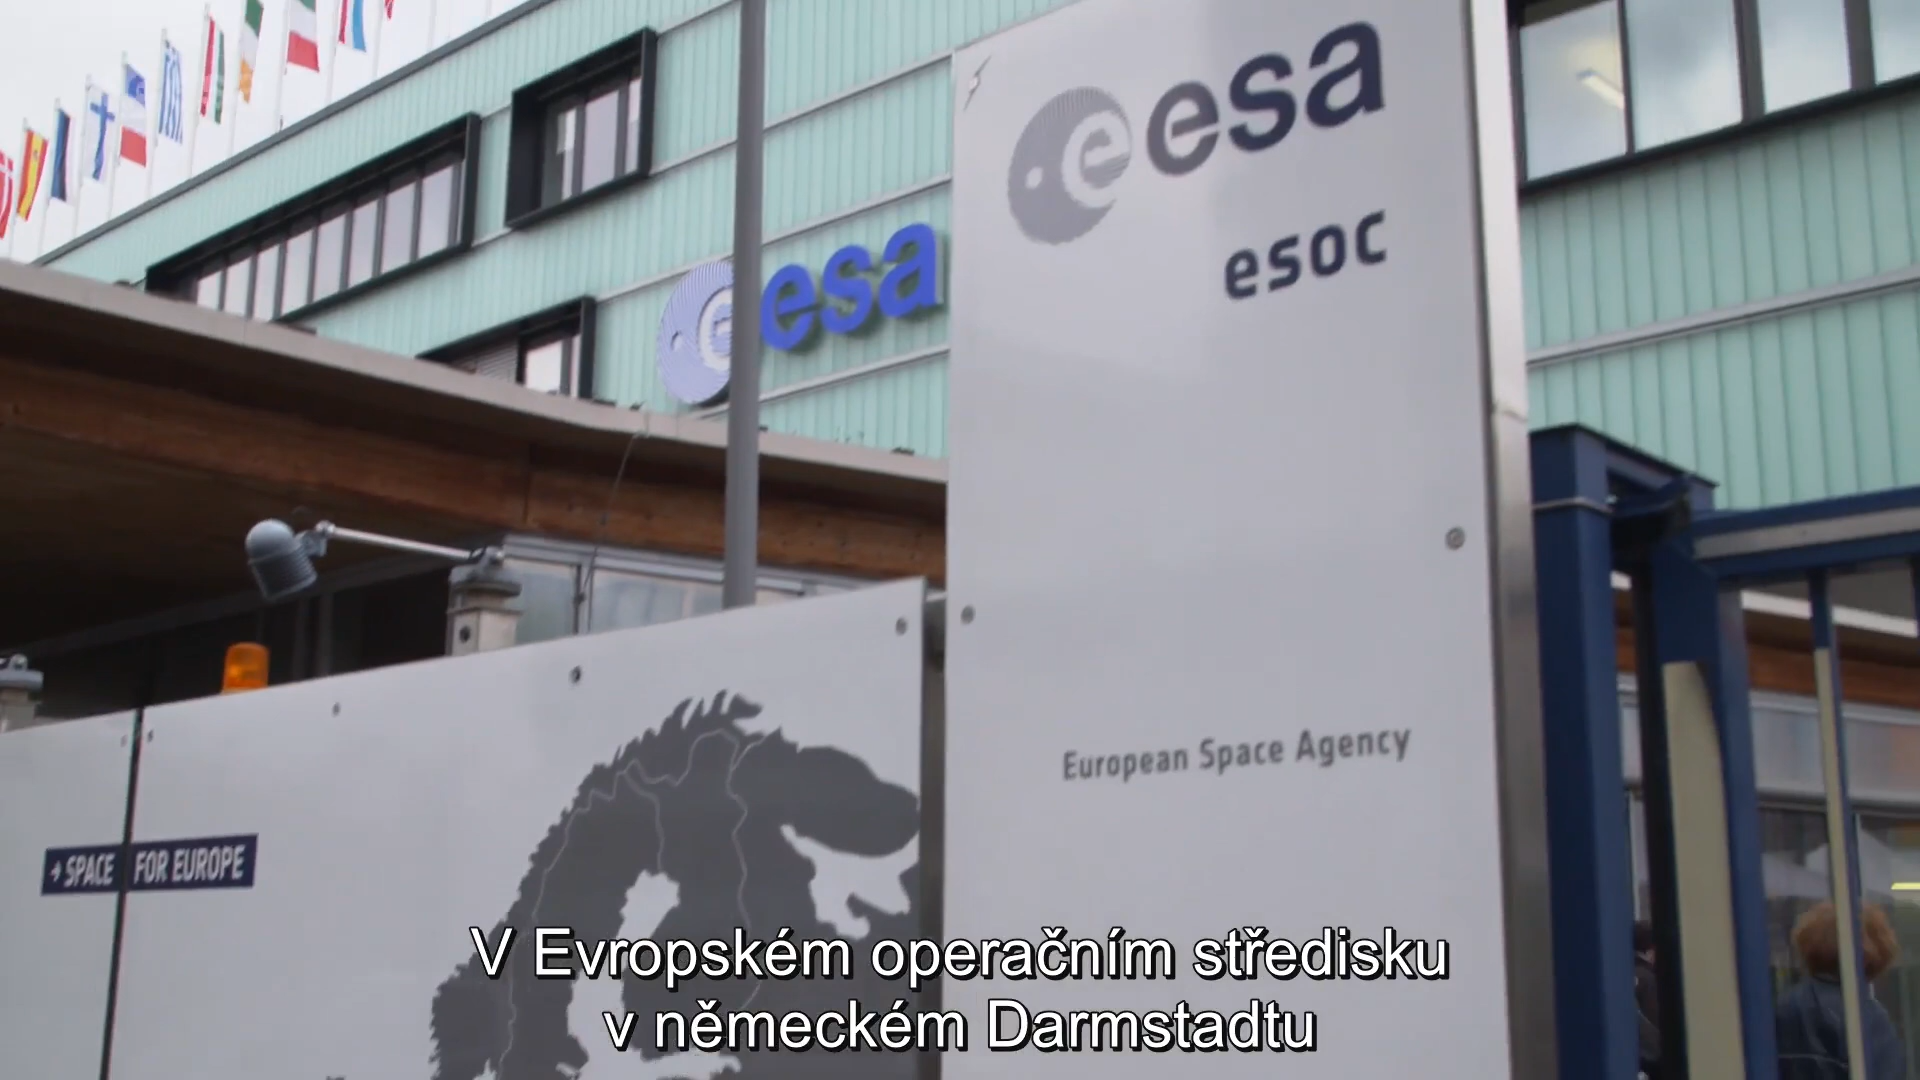 esa
esoc
esa
European Space Agency
→ SPACE FOR EUROPE
V Evropském operačním středisku
v německém Darmstadtu